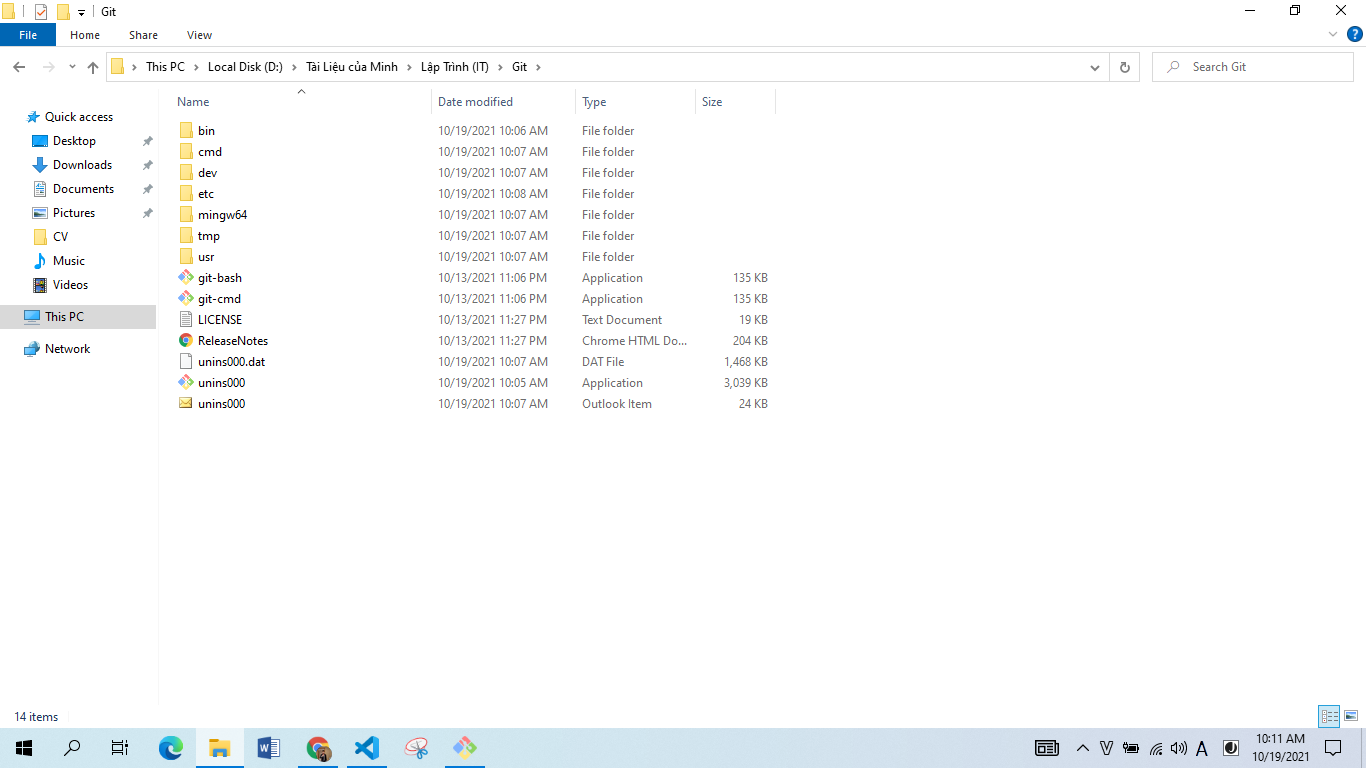 Git
File Home Share View
This PC Local Disk (D:) Tài Liệu của Minh Lập Trình (IT) Git Search Git
Name Date modified Type Size
Quick access
Desktop
Downloads
Documents
Pictures
CV
Music
Videos
This PC
Network
bin 10/19/2021 10:06 AM File folder
cmd 10/19/2021 10:07 AM File folder
dev 10/19/2021 10:07 AM File folder
etc 10/19/2021 10:08 AM File folder
mingw64 10/19/2021 10:07 AM File folder
tmp 10/19/2021 10:07 AM File folder
usr 10/19/2021 10:07 AM File folder
git-bash 10/13/2021 11:06 PM Application 135 KB
git-cmd 10/13/2021 11:06 PM Application 135 KB
LICENSE 10/13/2021 11:27 PM Text Document 19 KB
ReleaseNotes 10/13/2021 11:27 PM Chrome HTML Do... 204 KB
unins000.dat 10/19/2021 10:07 AM DAT File 1,468 KB
unins000 10/19/2021 10:05 AM Application 3,039 KB
unins000 10/19/2021 10:07 AM Outlook Item 24 KB
14 items
V A 10:11 AM
10/19/2021